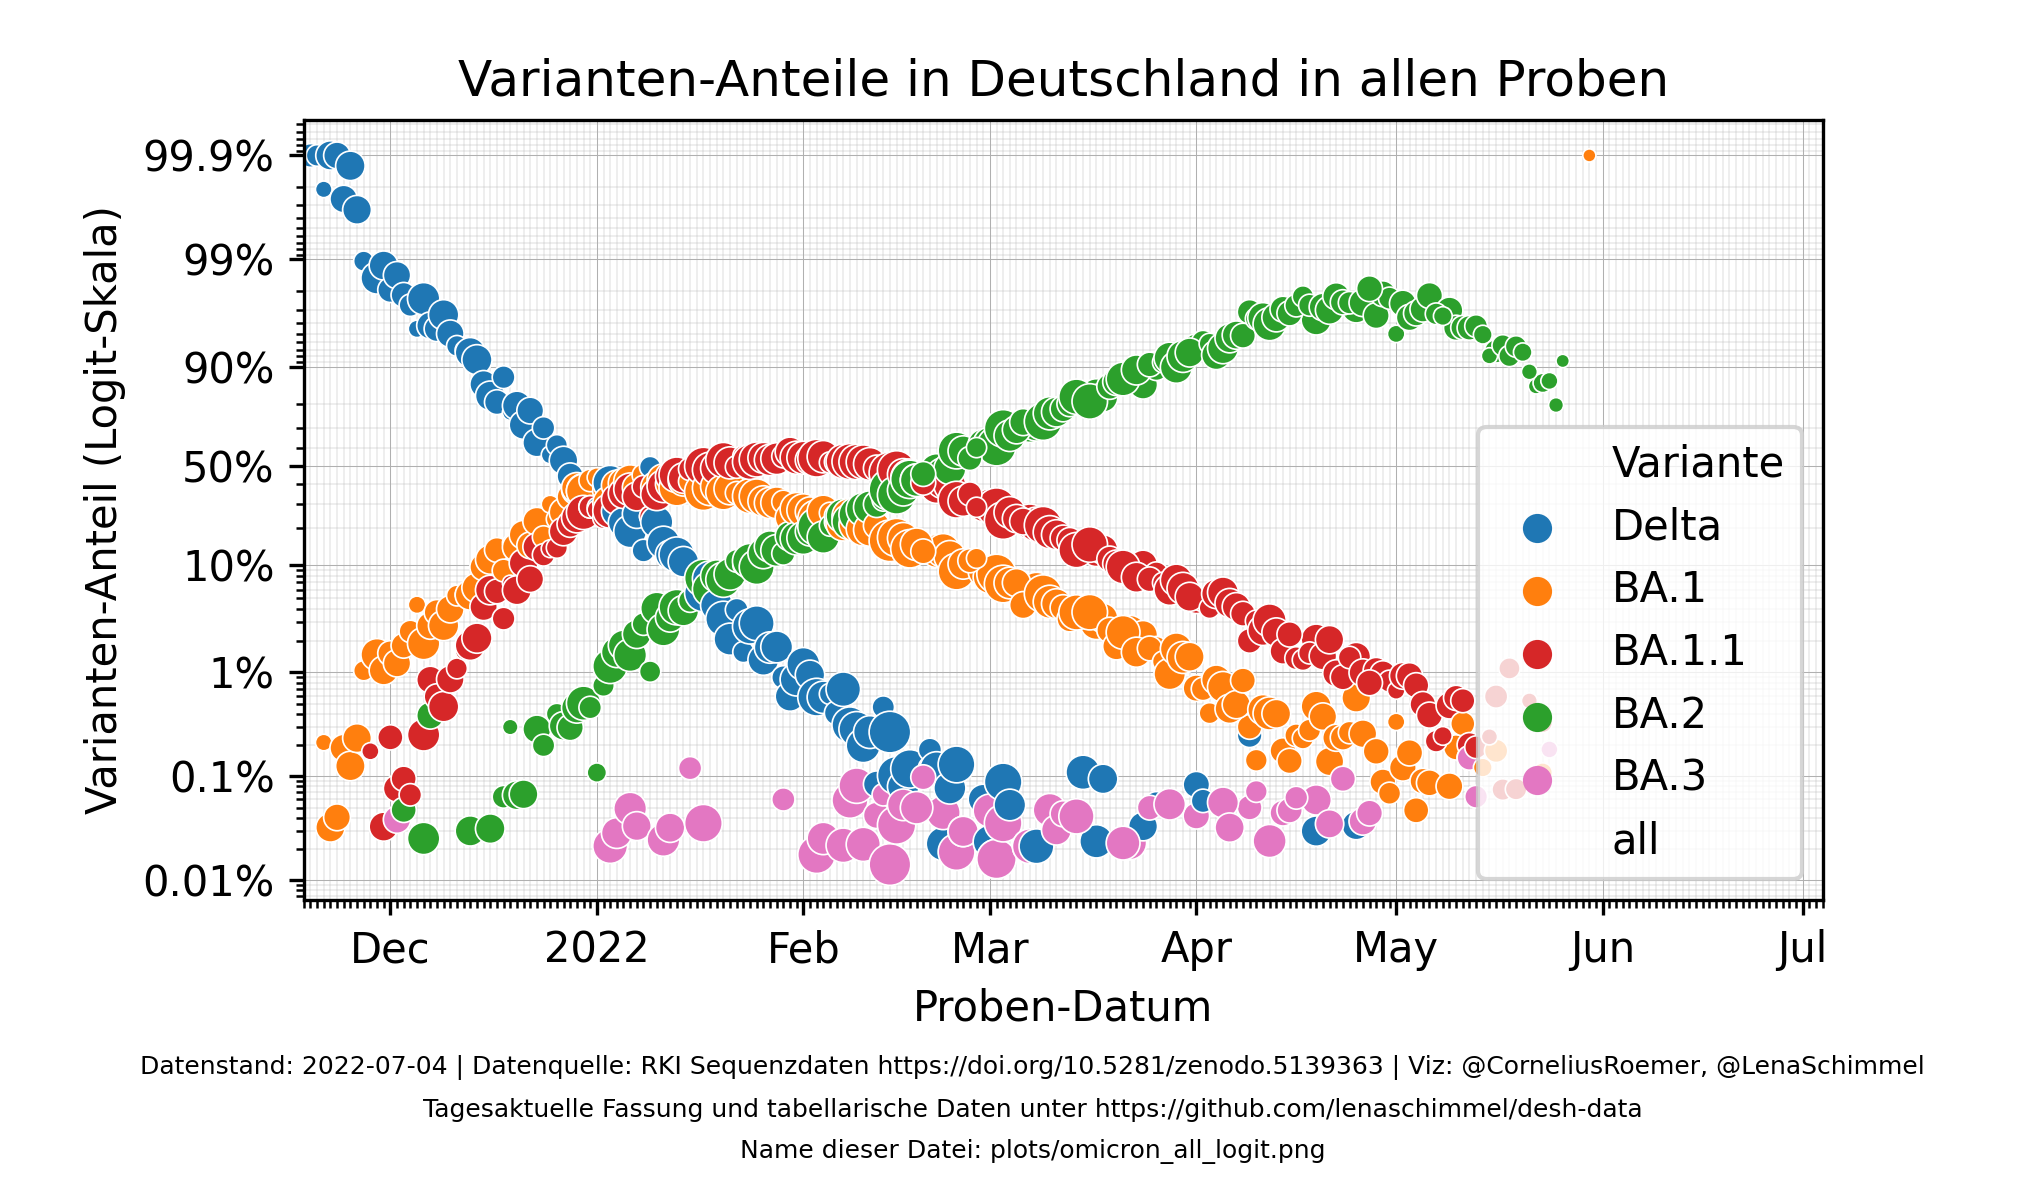 Varianten-Anteile in Deutschland in allen Proben
Varianten-Anteil (Logit-Skala)
99.9%
99%
90%
50%
10%
1%
0.1%
0.01%
Variante
Delta
BA.1
BA.1.1
BA.2
BA.3
all
Dec 2022 Feb Mar Apr May Jun Jul
Proben-Datum
Datenstand: 2022-07-04 | Datenquelle: RKI Sequenzdaten https://doi.org/10.5281/zenodo.5139363 | Viz: @CorneliusRoemer, @LenaSchimmel
Tagesaktuelle Fassung und tabellarische Daten unter https://github.com/lenaschimmel/desh-data
Name dieser Datei: plots/omicron_all_logit.png